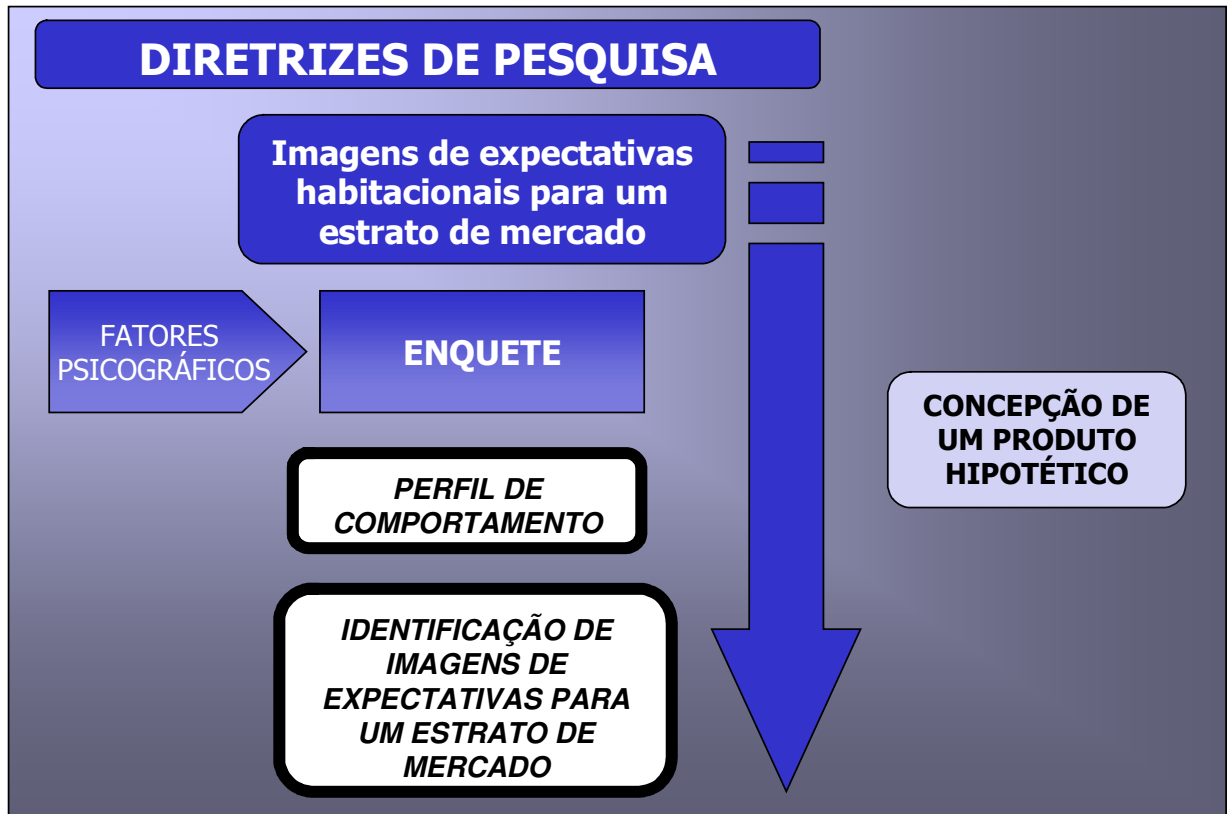 DIRETRIZES DE PESQUISA
Imagens de expectativas
habitacionais para um
estrato de mercado
FATORES
PSICOGRÁFICOS
ENQUETE
CONCEPÇÃO DE
UM PRODUTO
HIPOTÉTICO
PERFIL DE
COMPORTAMENTO
IDENTIFICAÇÃO DE
IMAGENS DE
EXPECTATIVAS PARA
UM ESTRATO DE
MERCADO